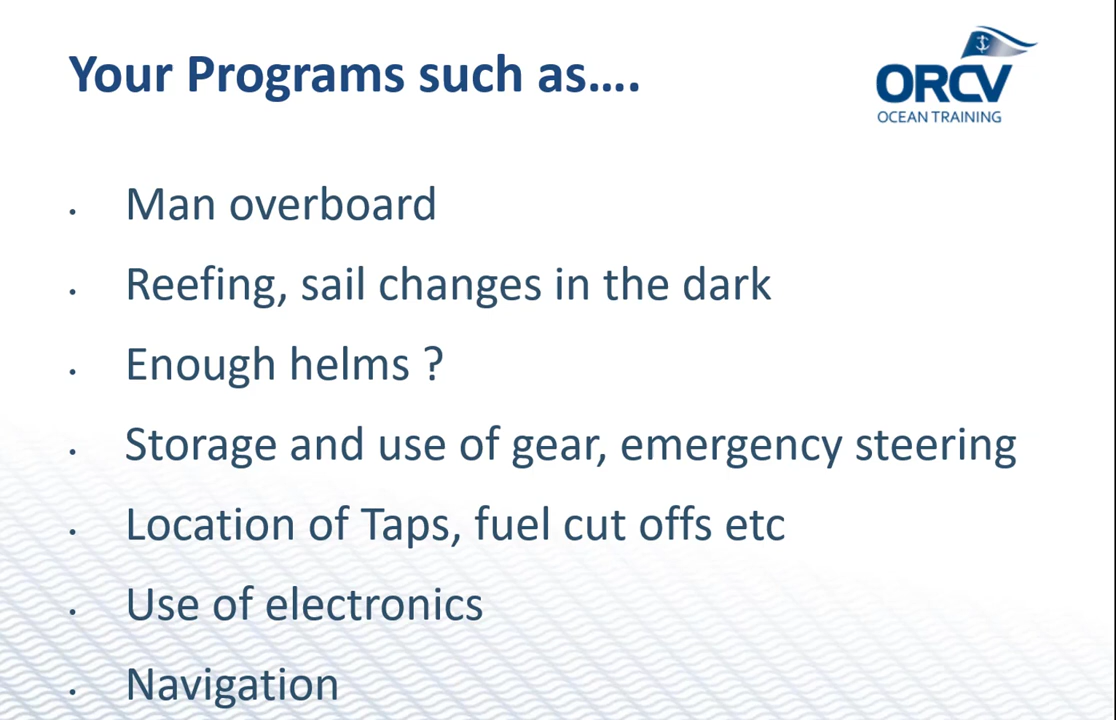 Your Programs such as....
ORCV
OCEAN TRAINING
• Man overboard
• Reefing, sail changes in the dark
• Enough helms ?
• Storage and use of gear, emergency steering
• Location of Taps, fuel cut offs etc
• Use of electronics
• Navigation